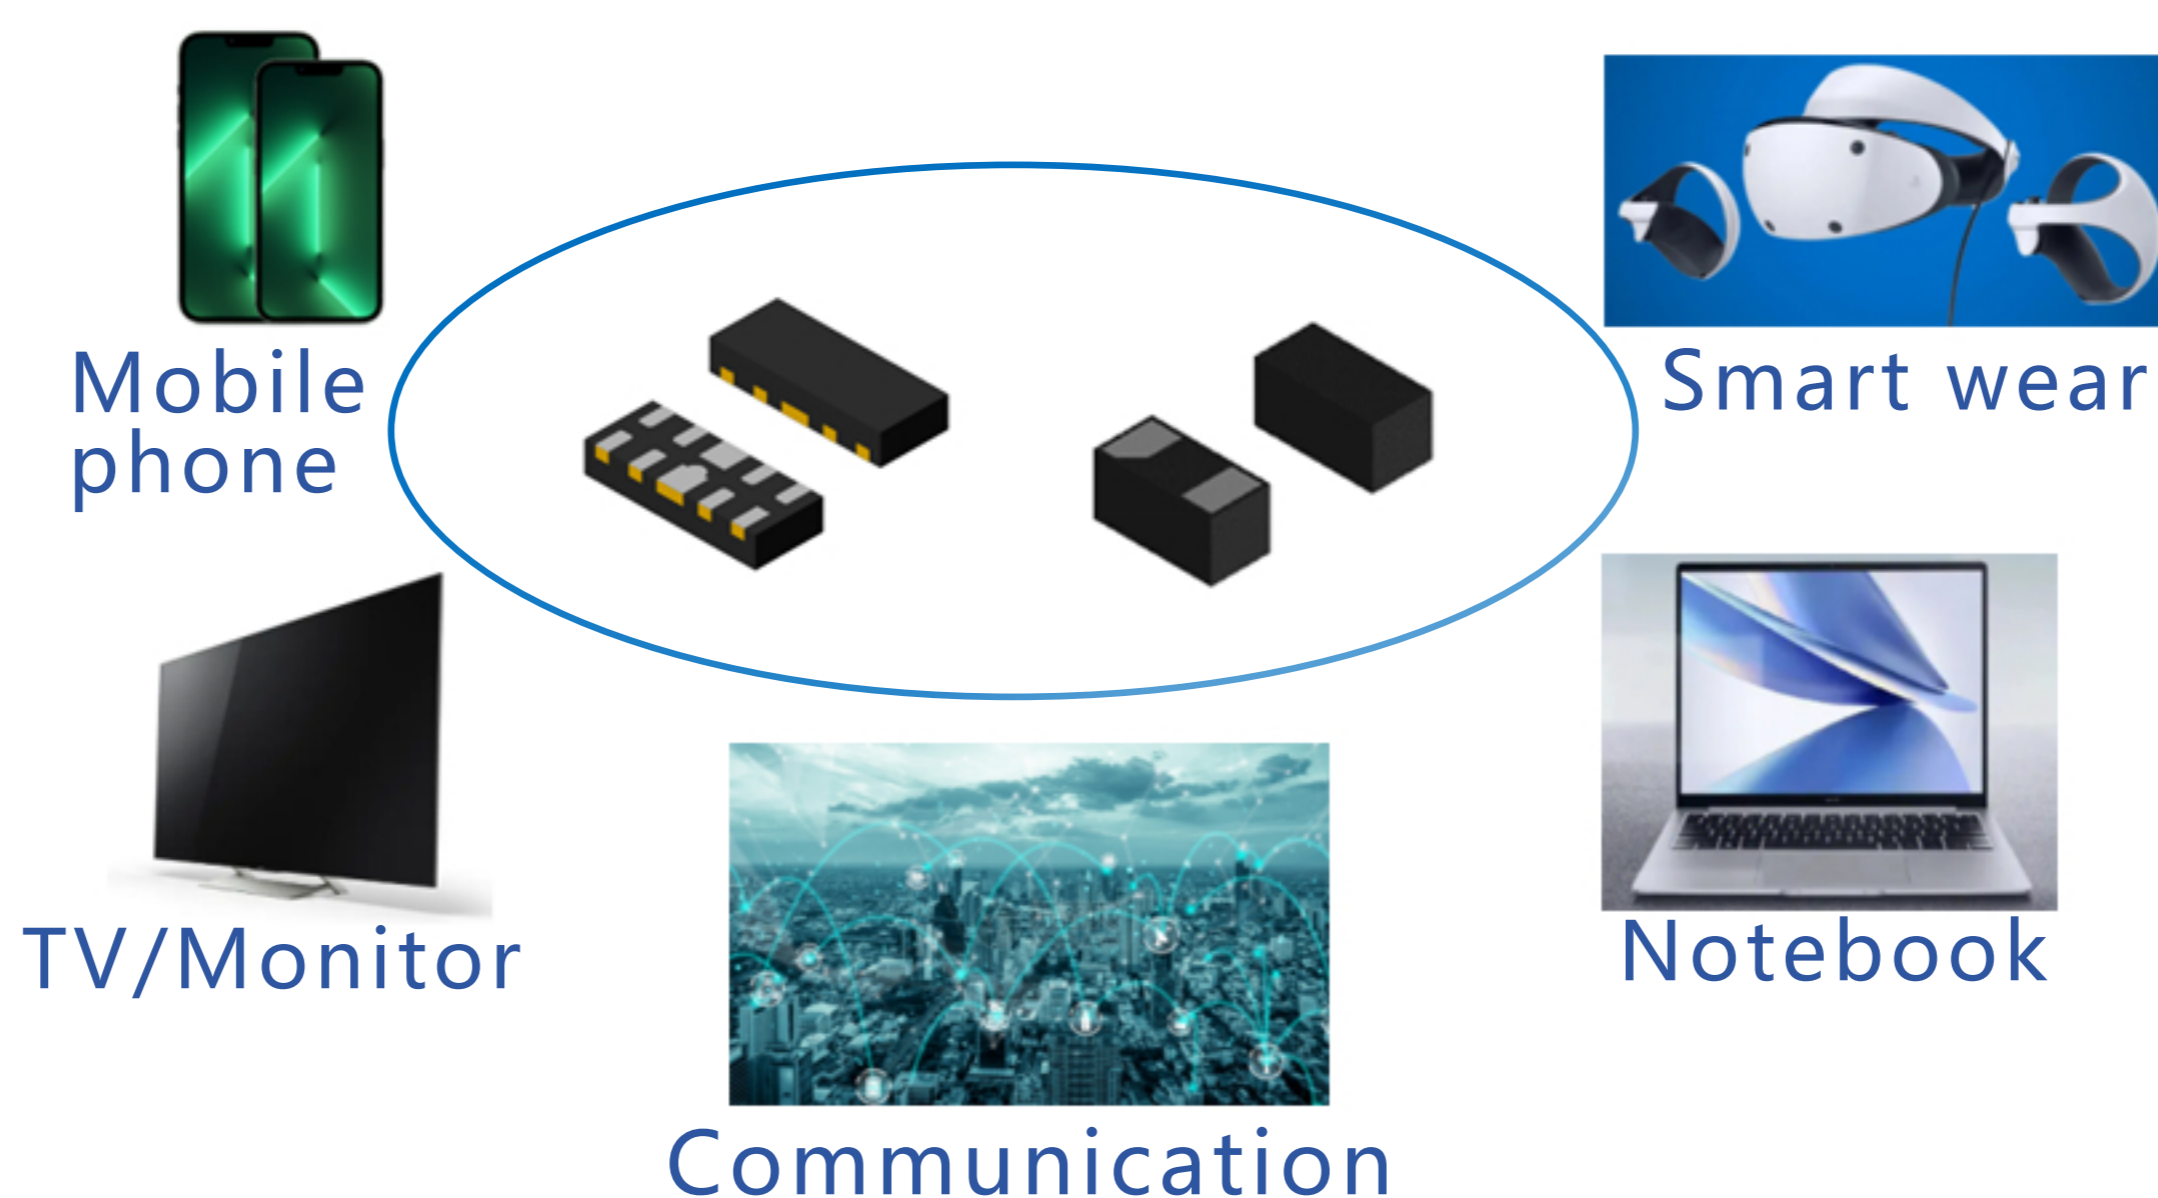 Mobile
phone
Smart wear
TV/Monitor
Notebook
Communication